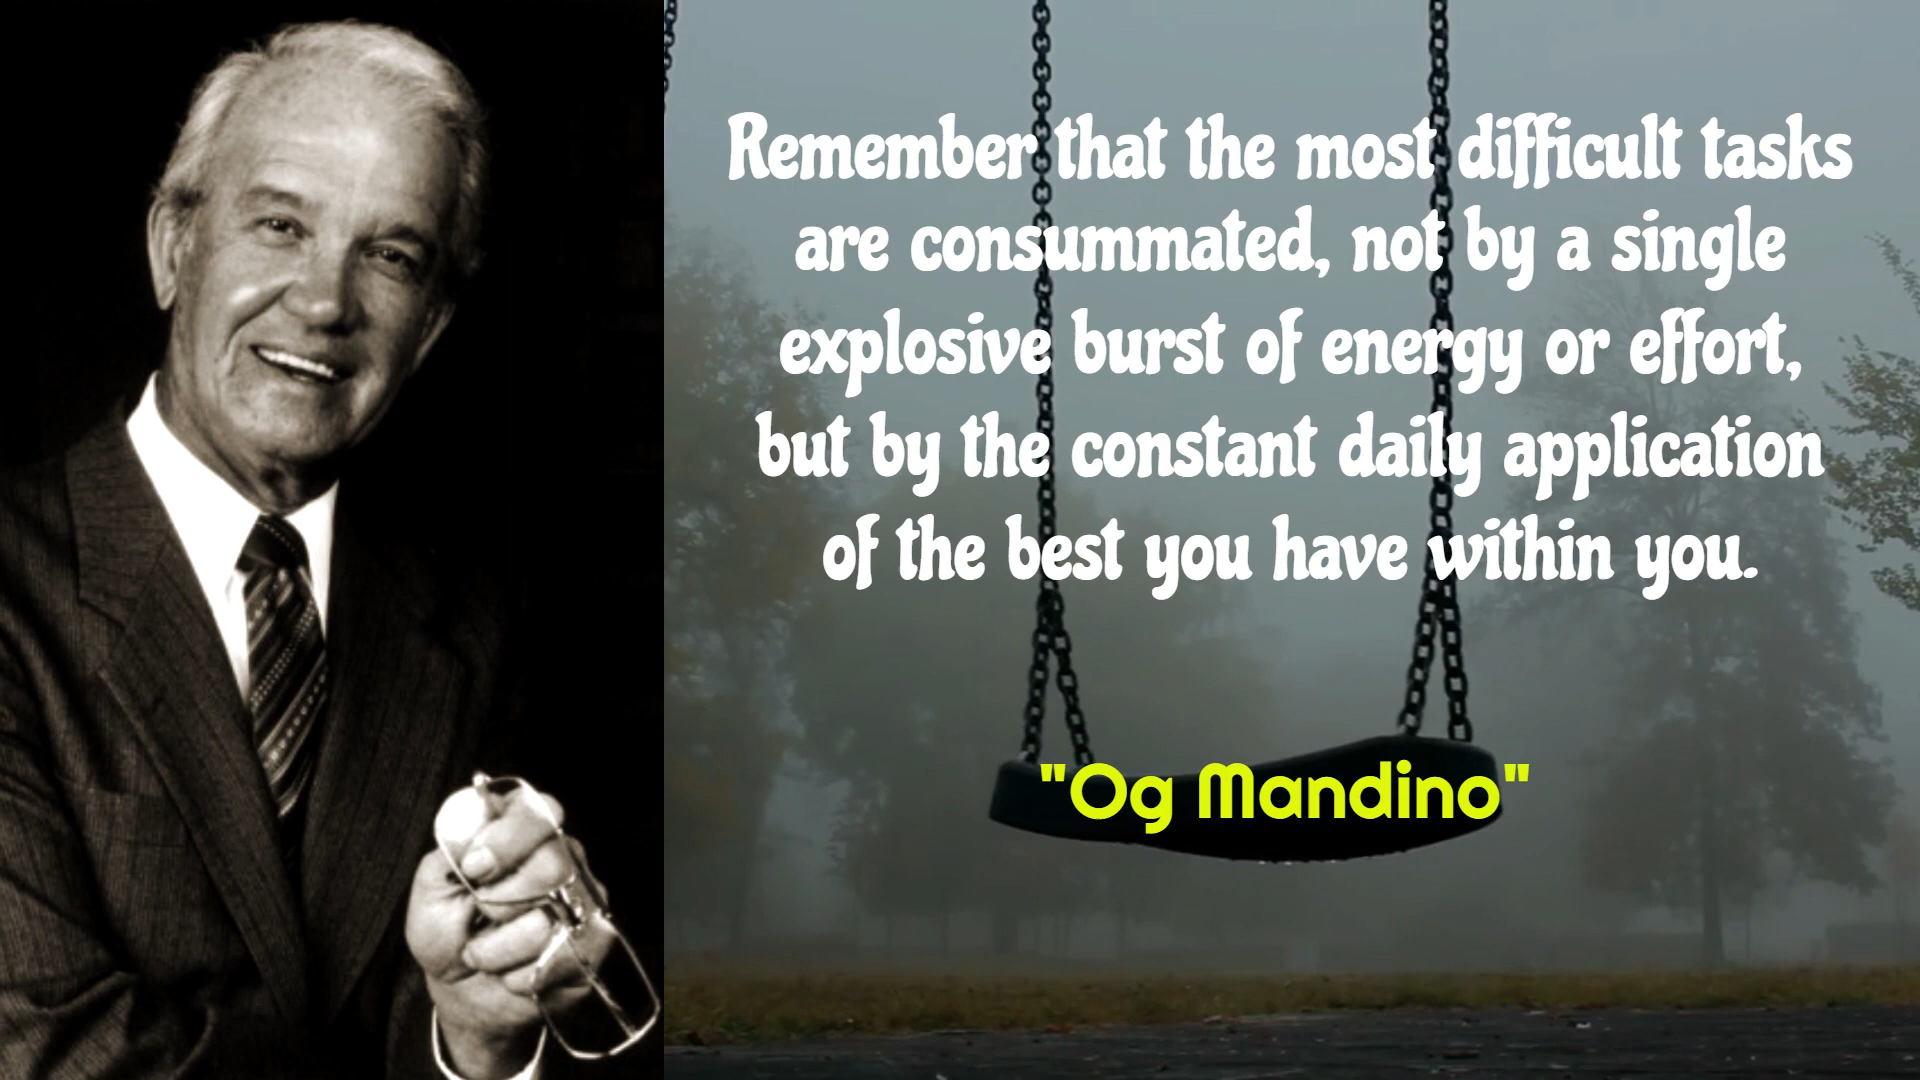 Remember that the most difficult tasks
are consummated, not by a single
explosive burst of energy or effort,
but by the constant daily application
of the best you have within you.
"Og Mandino"